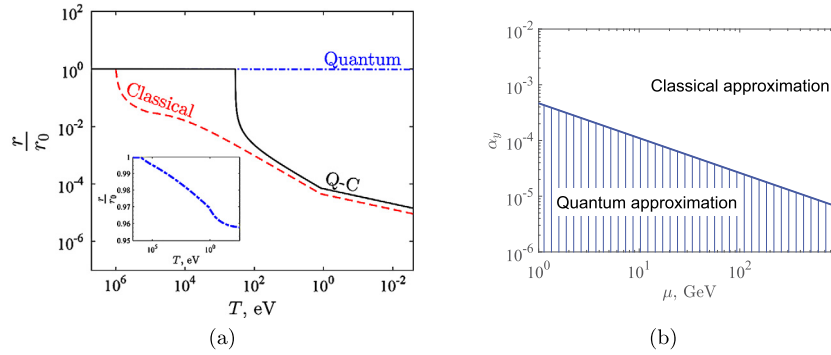 Quantum
Classical
Q-C
r/r₀
10⁰
10⁻²
10⁻⁴
10⁻⁶
10⁶ 10⁴ 10² 10⁰ 10⁻²
T, eV
r/r₀
1
0.99
0.98
0.97
0.96
0.95
10⁵ 10⁰
T, eV
(a)
Classical approximation
Quantum approximation
α_y
10⁻²
10⁻³
10⁻⁴
10⁻⁵
10⁻⁶
10⁰ 10¹ 10²
μ, GeV
(b)